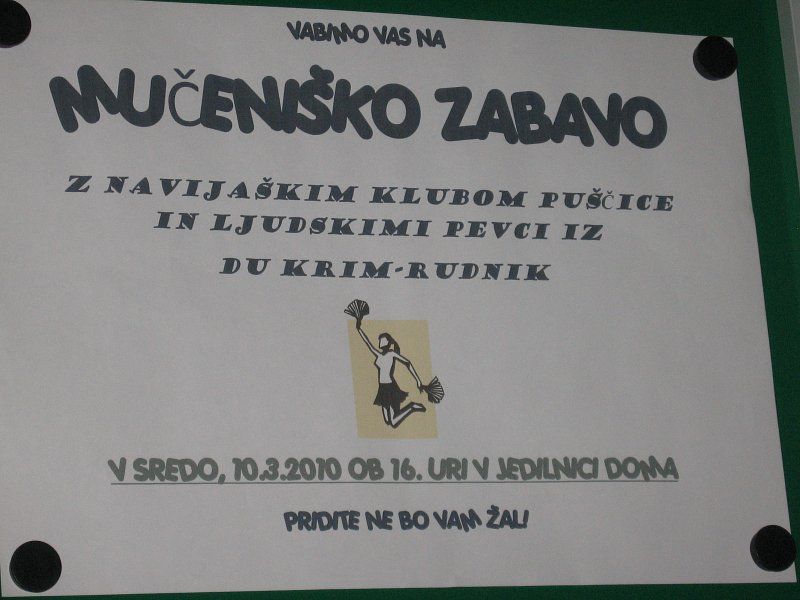 VABIMO VAS NA
MUČENIŠKO ZABAVO
Z NAVIJAŠKIM KLUBOM PUŠČICE
IN LJUDSKIMI PEVCI IZ
DU KRIM-RUDNIK
V SREDO, 10.3.2010 OB 16. URI V JEDILNICI DOMA
PRIDITE NE BO VAM ŽAL!